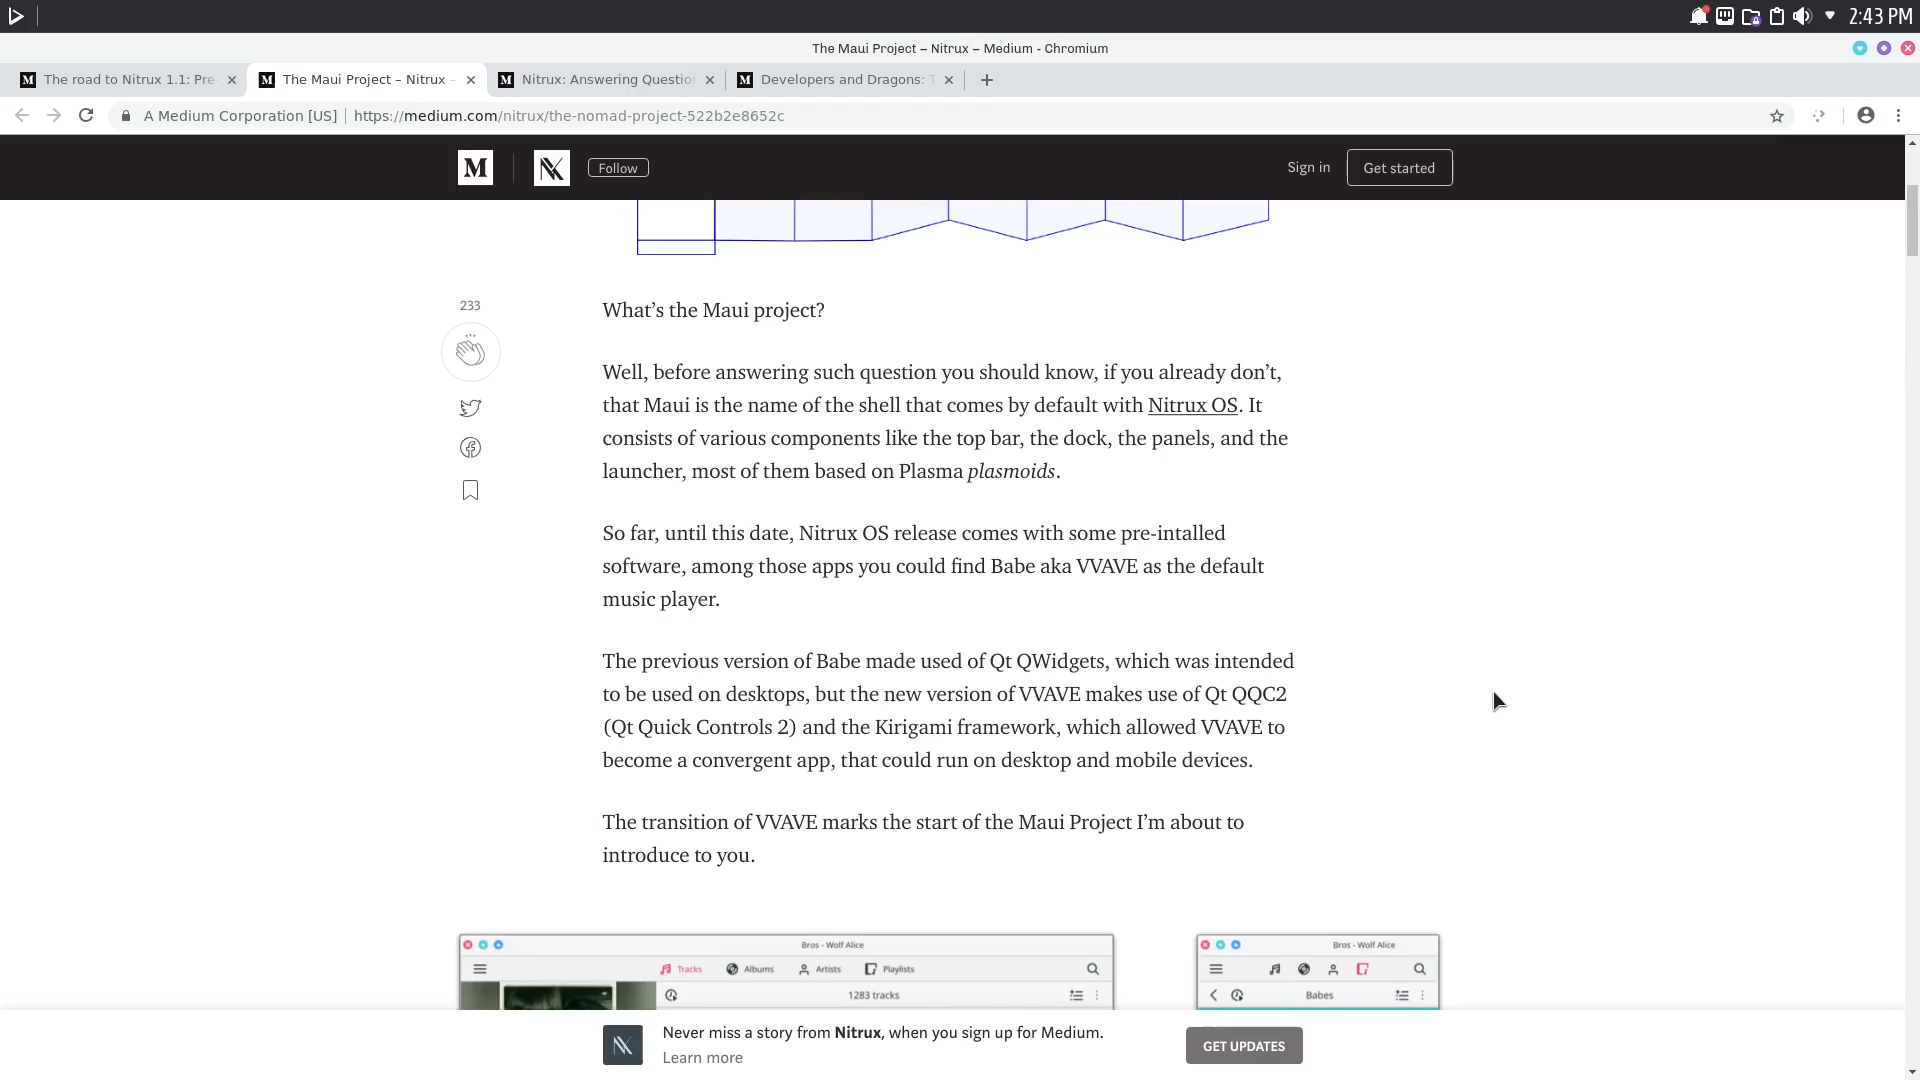 2:43 PM
The Maui Project – Nitrux – Medium - Chromium
The road to Nitrux 1.1: Pre-
The Maui Project – Nitrux –
Nitrux: Answering Question
Developers and Dragons: T
A Medium Corporation [US] https://medium.com/nitrux/the-nomad-project-522b2e8652c
M
Follow
Sign in
Get started
233
What’s the Maui project?
Well, before answering such question you should know, if you already don’t,
that Maui is the name of the shell that comes by default with Nitrux OS. It
consists of various components like the top bar, the dock, the panels, and the
launcher, most of them based on Plasma plasmoids.
So far, until this date, Nitrux OS release comes with some pre-intalled
software, among those apps you could find Babe aka VVAVE as the default
music player.
The previous version of Babe made used of Qt QWidgets, which was intended
to be used on desktops, but the new version of VVAVE makes use of Qt QQC2
(Qt Quick Controls 2) and the Kirigami framework, which allowed VVAVE to
become a convergent app, that could run on desktop and mobile devices.
The transition of VVAVE marks the start of the Maui Project I’m about to
introduce to you.
Bros - Wolf Alice
Tracks Albums Artists Playlists
1283 tracks
Bros - Wolf Alice
Babes
Never miss a story from Nitrux, when you sign up for Medium.
Learn more
GET UPDATES